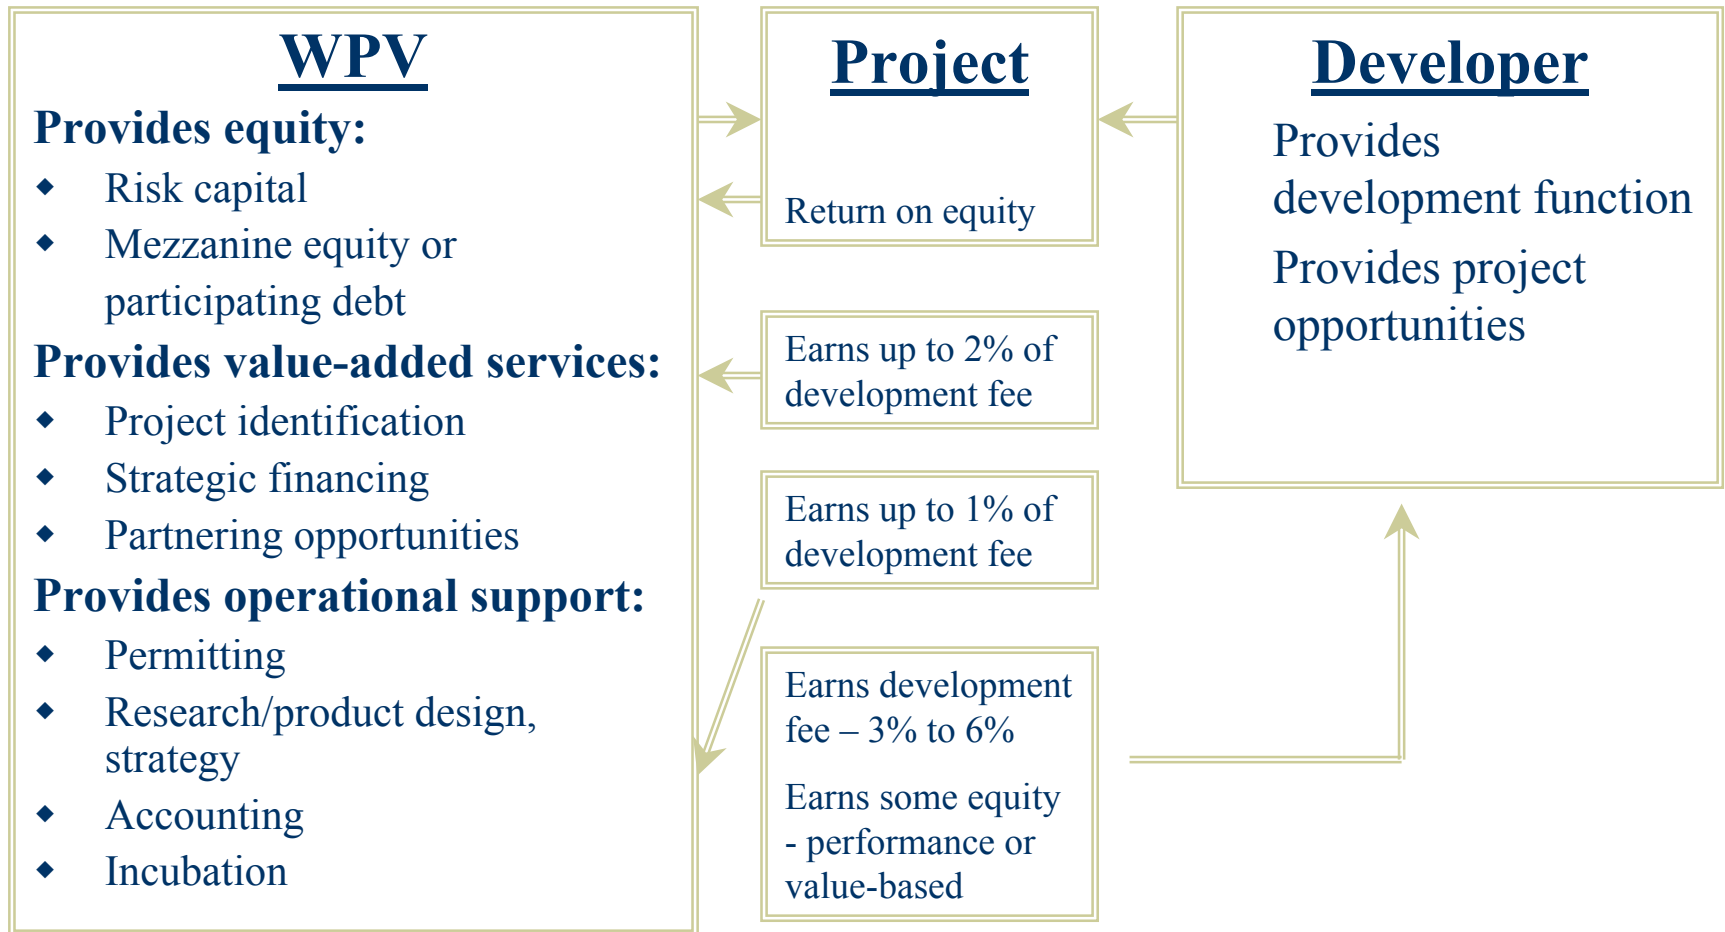 WPV
Provides equity:
◆ Risk capital
◆ Mezzanine equity or
participating debt
Provides value-added services:
◆ Project identification
◆ Strategic financing
◆ Partnering opportunities
Provides operational support:
◆ Permitting
◆ Research/product design,
strategy
◆ Accounting
◆ Incubation
Project
Return on equity
Earns up to 2% of
development fee
Earns up to 1% of
development fee
Earns development
fee – 3% to 6%
Earns some equity
- performance or
value-based
Developer
Provides
development function
Provides project
opportunities